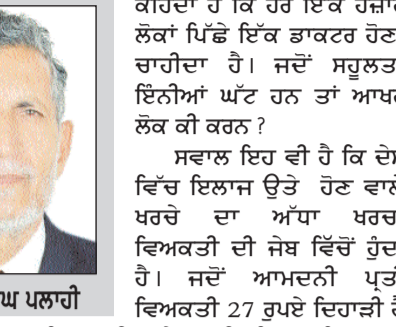 ਕਹਿੰਦਾ ਹੈ ਕਿ ਹਰ ਇੱਕ ਹਜ਼ਾਰ
ਲੋਕਾਂ ਪਿੱਛੇ ਇੱਕ ਡਾਕਟਰ ਹੋਣ
ਚਾਹੀਦਾ ਹੈ। ਜਦੋਂ ਸਹੂਲਤ
ਇੰਨੀਆਂ ਘੱਟ ਹਨ ਤਾਂ ਆਖਰ
ਲੋਕ ਕੀ ਕਰਨ ?
ਸਵਾਲ ਇਹ ਵੀ ਹੈ ਕਿ ਦੇਸ਼
ਵਿੱਚ ਇਲਾਜ ਉਤੇ ਹੋਣ ਵਾਲੇ
ਖਰਚੇ ਦਾ ਅੱਧਾ ਖਰਚ
ਵਿਅਕਤੀ ਦੀ ਜੇਬ ਵਿੱਚੋਂ ਹੁੰਦ
ਹੈ। ਜਦੋਂ ਆਮਦਨੀ ਪ੍ਰਤੀ
ਵਿਅਕਤੀ 27 ਰੁਪਏ ਦਿਹਾੜੀ ਹੈ
ਘ ਪਲਾਹੀ